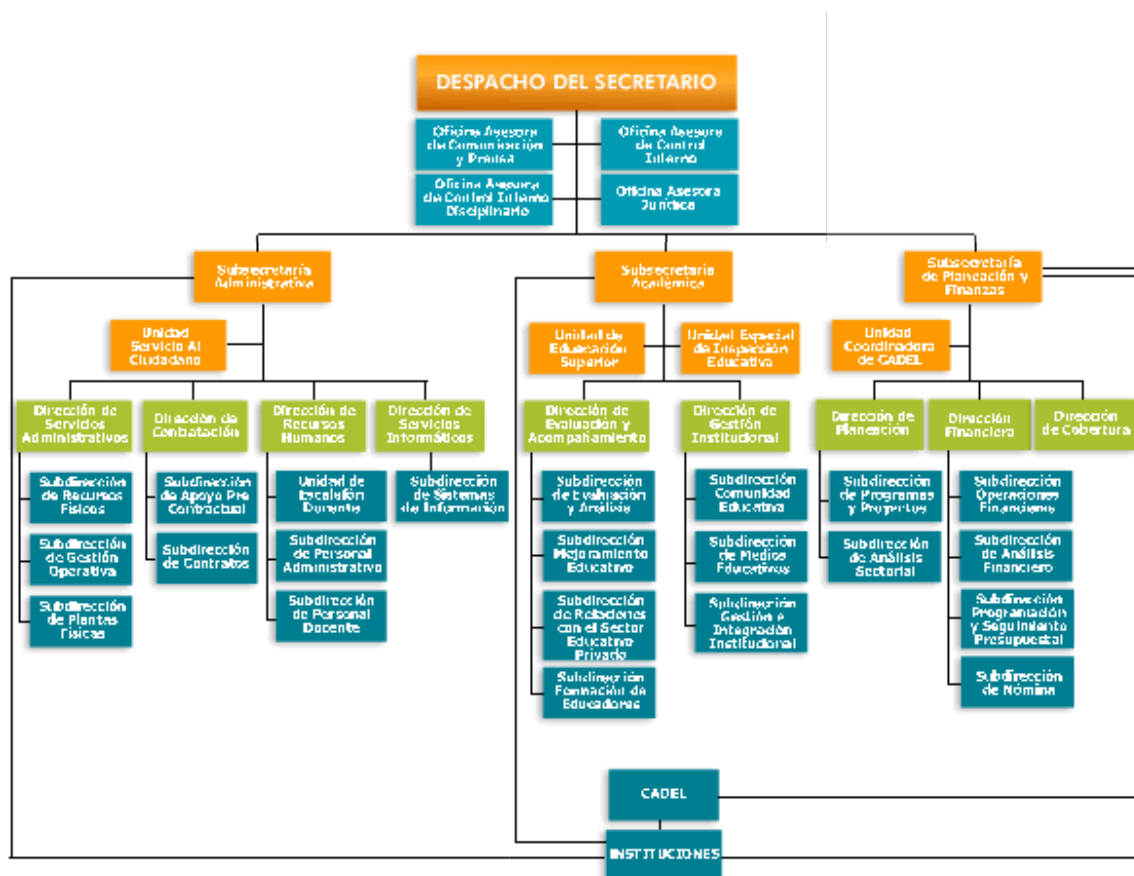 DESPACHO DEL SECRETARIO
Oficina Asesora
de Comunicación
y Prensa
Oficina Asesora
de Control
Interno
Oficina Asesora
de Control Interno
Disciplinario
Oficina Asesora
Jurídica
Subsecretaría
Administrativa
Subsecretaría
Académica
Subsecretaría
de Planeación y
Finanzas
Unidad
Servicio Al
Ciudadano
Unidad de
Educación
Superior
Unidad Especial
de Inspección
Educativa
Unidad
Coordinadora
de CADEL
Dirección de
Servicios
Administrativos
Dirección de
Contratación
Dirección de
Recursos
Humanos
Dirección de
Servicios
Informáticos
Dirección de
Evaluación y
Acompañamiento
Dirección de
Gestión
Institucional
Dirección de
Planeación
Dirección
Financiera
Dirección
de Cobertura
Subdirección
de Recursos
Físicos
Subdirección
de Gestión
Operativa
Subdirección
de Plantas
Físicas
Subdirección
de Apoyo Pre
Contractual
Subdirección
de Contratos
Unidad de
Escalafón
Docente
Subdirección
de Personal
Administrativo
Subdirección
de Personal
Docente
Subdirección
de Sistemas
de Información
Subdirección
de Evaluación
y Análisis
Subdirección
Mejoramiento
Educativo
Subdirección
de Relaciones
con el Sector
Educativo
Privado
Subdirección
Formación de
Educadores
Subdirección
Comunidad
Educativa
Subdirección
de Medios
Educativos
Subdirección
Gestión e
Integración
Institucional
Subdirección
de Programas
y Proyectos
Subdirección
de Análisis
Sectorial
Subdirección
Operaciones
Financieras
Subdirección
de Análisis
Financiero
Subdirección
Programación
y Seguimiento
Presupuestal
Subdirección
de Nómina
CADEL
INSTITUCIONES